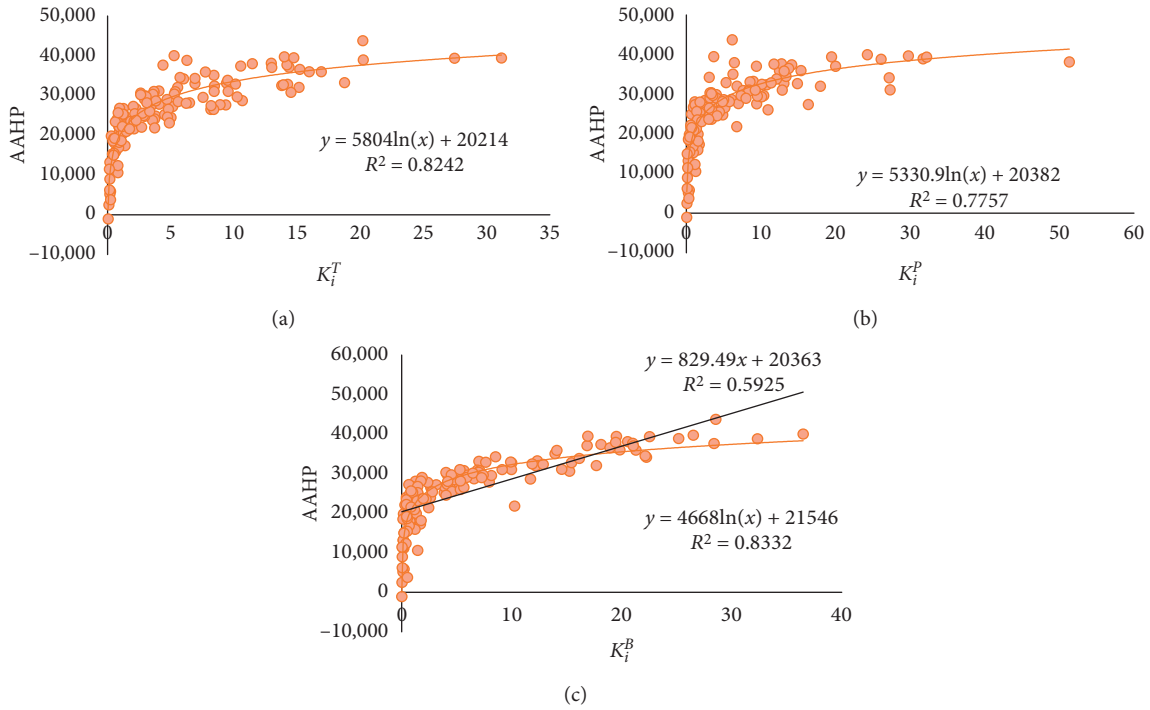 50,000
40,000
30,000
20,000
10,000
0
–10,000
AAHP
0
5
10
15
20
25
30
35
y = 5804ln(x) + 20214
R² = 0.8242
K_i^T
(a)
50,000
40,000
30,000
20,000
10,000
0
–10,000
AAHP
0
10
20
30
40
50
60
y = 5330.9ln(x) + 20382
R² = 0.7757
K_i^P
(b)
60,000
50,000
40,000
30,000
20,000
10,000
0
–10,000
AAHP
0
10
20
30
40
y = 829.49x + 20363
R² = 0.5925
y = 4668ln(x) + 21546
R² = 0.8332
K_i^B
(c)